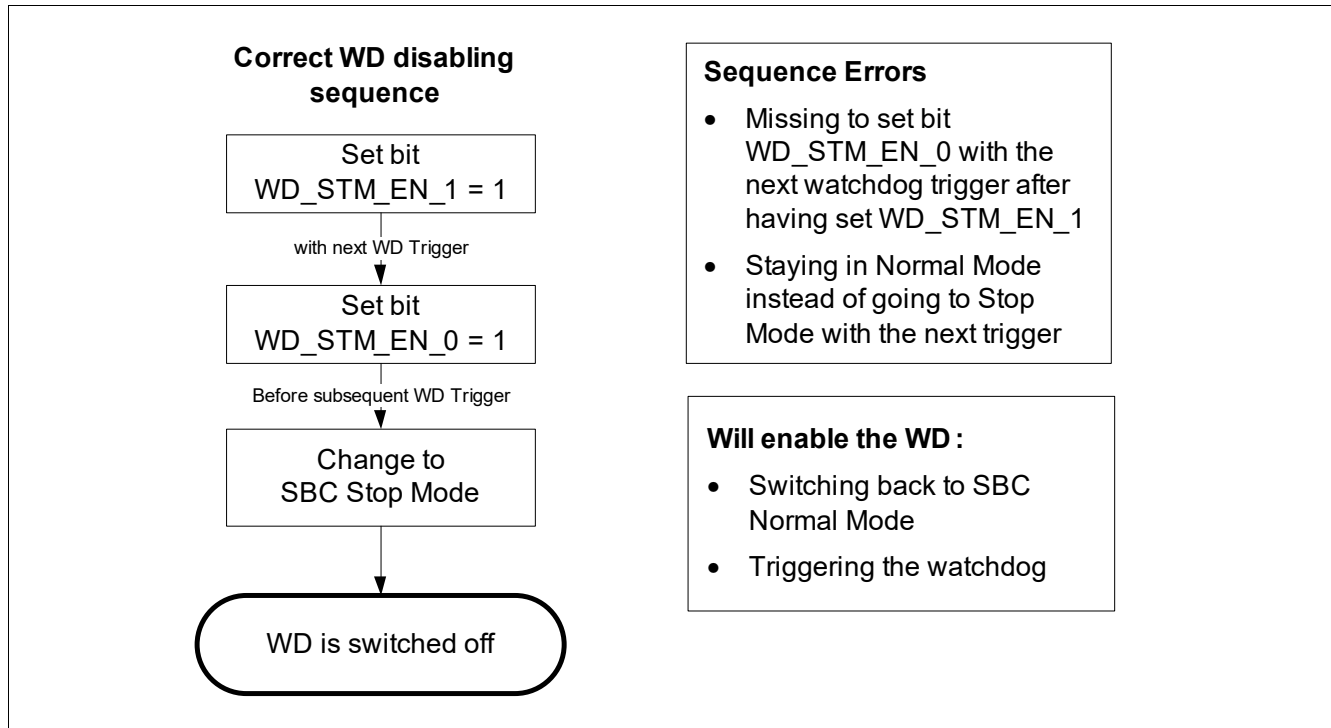 Correct WD disabling
sequence
Set bit
WD_STM_EN_1 = 1
with next WD Trigger
Set bit
WD_STM_EN_0 = 1
Before subsequent WD Trigger
Change to
SBC Stop Mode
WD is switched off
Sequence Errors
• Missing to set bit
WD_STM_EN_0 with the
next watchdog trigger after
having set WD_STM_EN_1
• Staying in Normal Mode
instead of going to Stop
Mode with the next trigger
Will enable the WD :
• Switching back to SBC
Normal Mode
• Triggering the watchdog